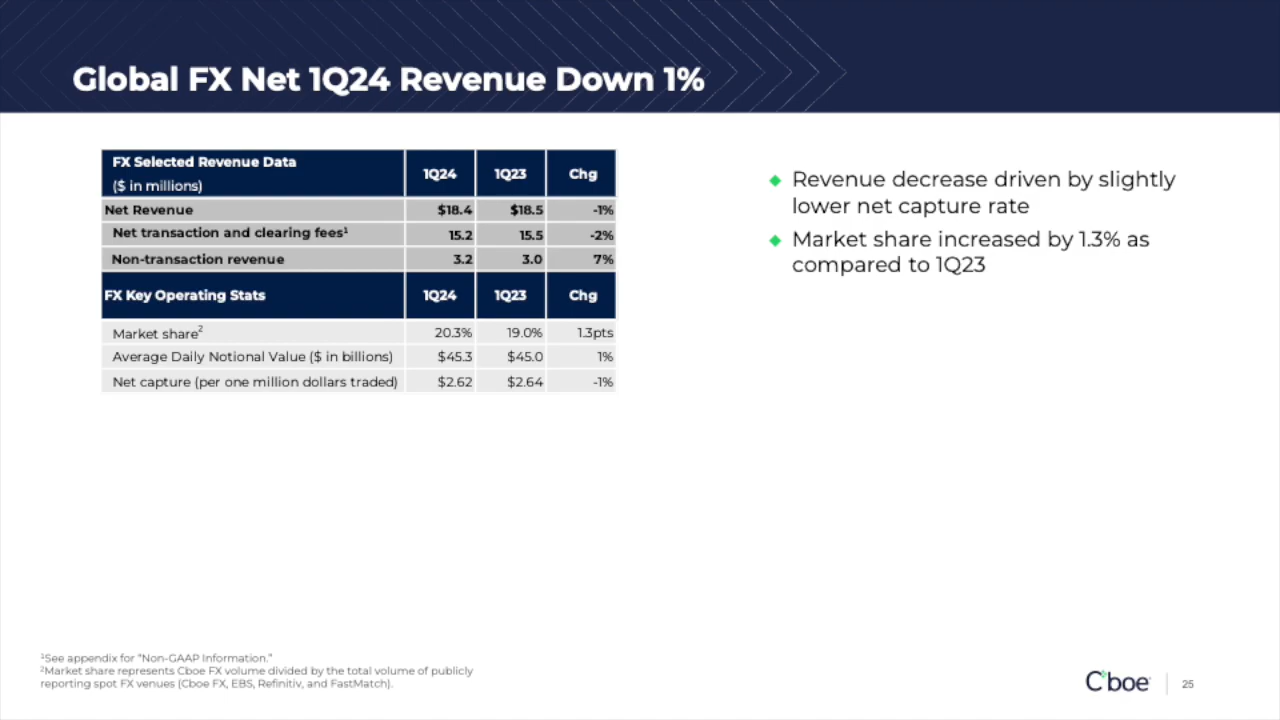 Global FX Net 1Q24 Revenue Down 1%
FX Selected Revenue Data
($ in millions) 1Q24 1Q23 Chg
Net Revenue $18.4 $18.5 -1%
Net transaction and clearing fees¹ 15.2 15.5 -2%
Non-transaction revenue 3.2 3.0 7%
FX Key Operating Stats 1Q24 1Q23 Chg
Market share² 20.3% 19.0% 1.3pts
Average Daily Notional Value ($ in billions) $45.3 $45.0 1%
Net capture (per one million dollars traded) $2.62 $2.64 -1%
Revenue decrease driven by slightly
lower net capture rate
Market share increased by 1.3% as
compared to 1Q23
¹See appendix for “Non-GAAP Information.”
²Market share represents Cboe FX volume divided by the total volume of publicly
reporting spot FX venues (Cboe FX, EBS, Refinitiv, and FastMatch).
Cboe
25